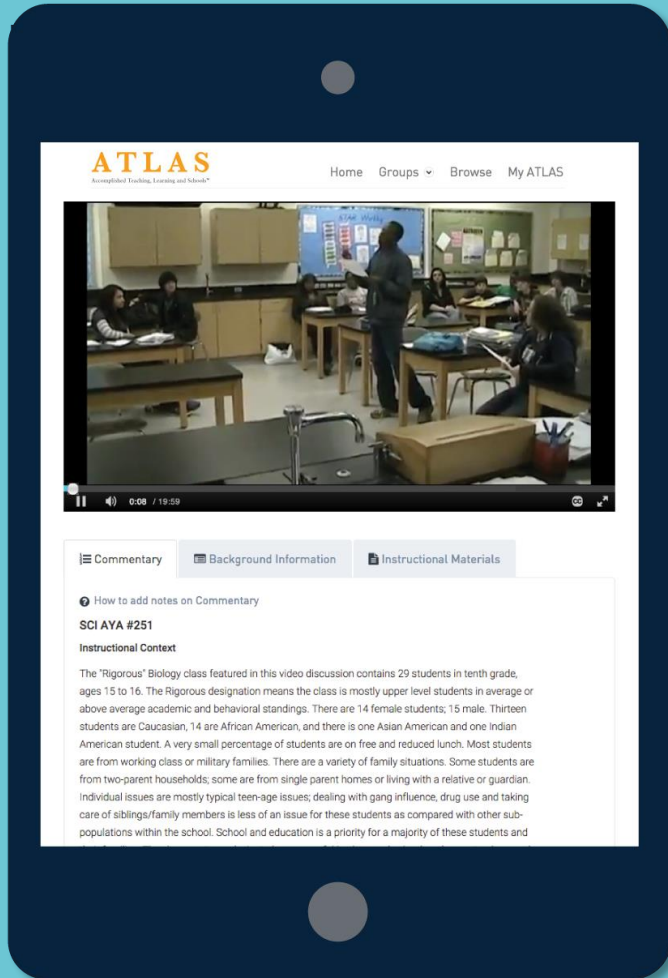 ATLAS
Accomplished Teaching, Learning and Schools
Home Groups Browse My ATLAS
STAR Works
0:08 / 19:59
CC
Commentary Background Information Instructional Materials
How to add notes on Commentary
SCI AYA #251
Instructional Context
The "Rigorous" Biology class featured in this video discussion contains 29 students in tenth grade,
ages 15 to 16. The Rigorous designation means the class is mostly upper level students in average or
above average academic and behavioral standings. There are 14 female students; 15 male. Thirteen
students are Caucasian, 14 are African American, and there is one Asian American and one Indian
American student. A very small percentage of students are on free and reduced lunch. Most students
are from working class or military families. There are a variety of family situations. Some students are
from two-parent households; some are from single parent homes or living with a relative or guardian.
Individual issues are mostly typical teen-age issues; dealing with gang influence, drug use and taking
care of siblings/family members is less of an issue for these students as compared with other sub-
populations within the school. School and education is a priority for a majority of these students and